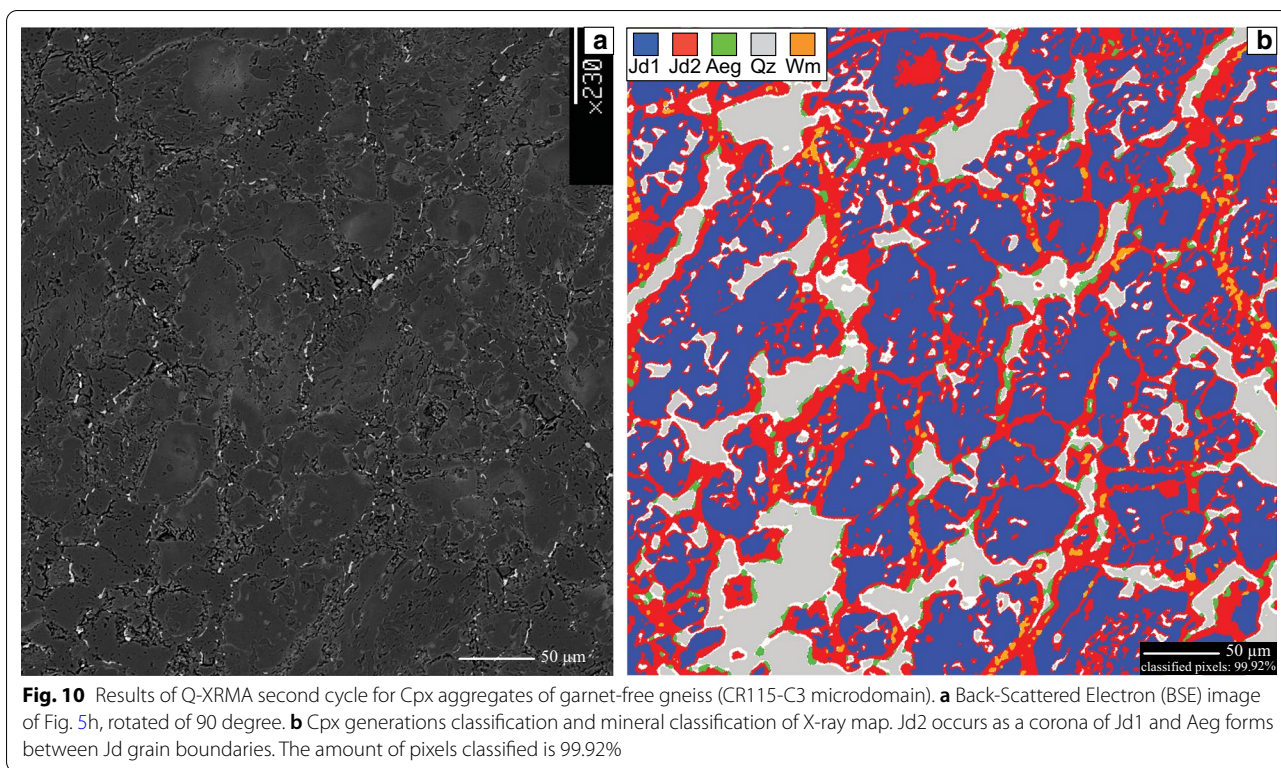 a
×230
50 µm
Jd1 Jd2 Aeg Qz Wm
b
50 µm
classified pixels: 99.92%
Fig. 10 Results of Q-XRMA second cycle for Cpx aggregates of garnet-free gneiss (CR115-C3 microdomain). a Back-Scattered Electron (BSE) image
of Fig. 5h, rotated of 90 degree. b Cpx generations classification and mineral classification of X-ray map. Jd2 occurs as a corona of Jd1 and Aeg forms
between Jd grain boundaries. The amount of pixels classified is 99.92%